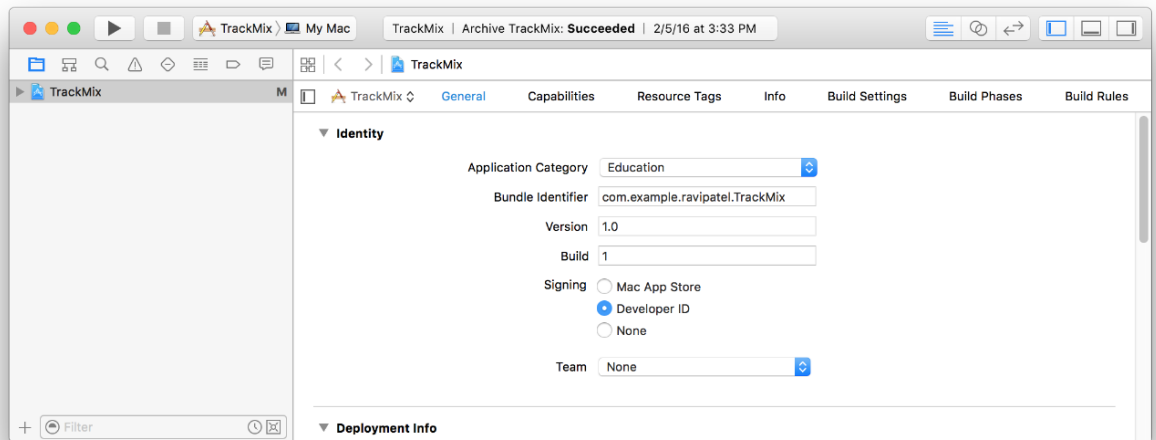 TrackMix My Mac TrackMix | Archive TrackMix: Succeeded | 2/5/16 at 3:33 PM
TrackMix
TrackMix M
TrackMix General Capabilities Resource Tags Info Build Settings Build Phases Build Rules
Identity
Application Category Education
Bundle Identifier com.example.ravipatel.TrackMix
Version 1.0
Build 1
Signing Mac App Store
Developer ID
None
Team None
Filter
Deployment Info